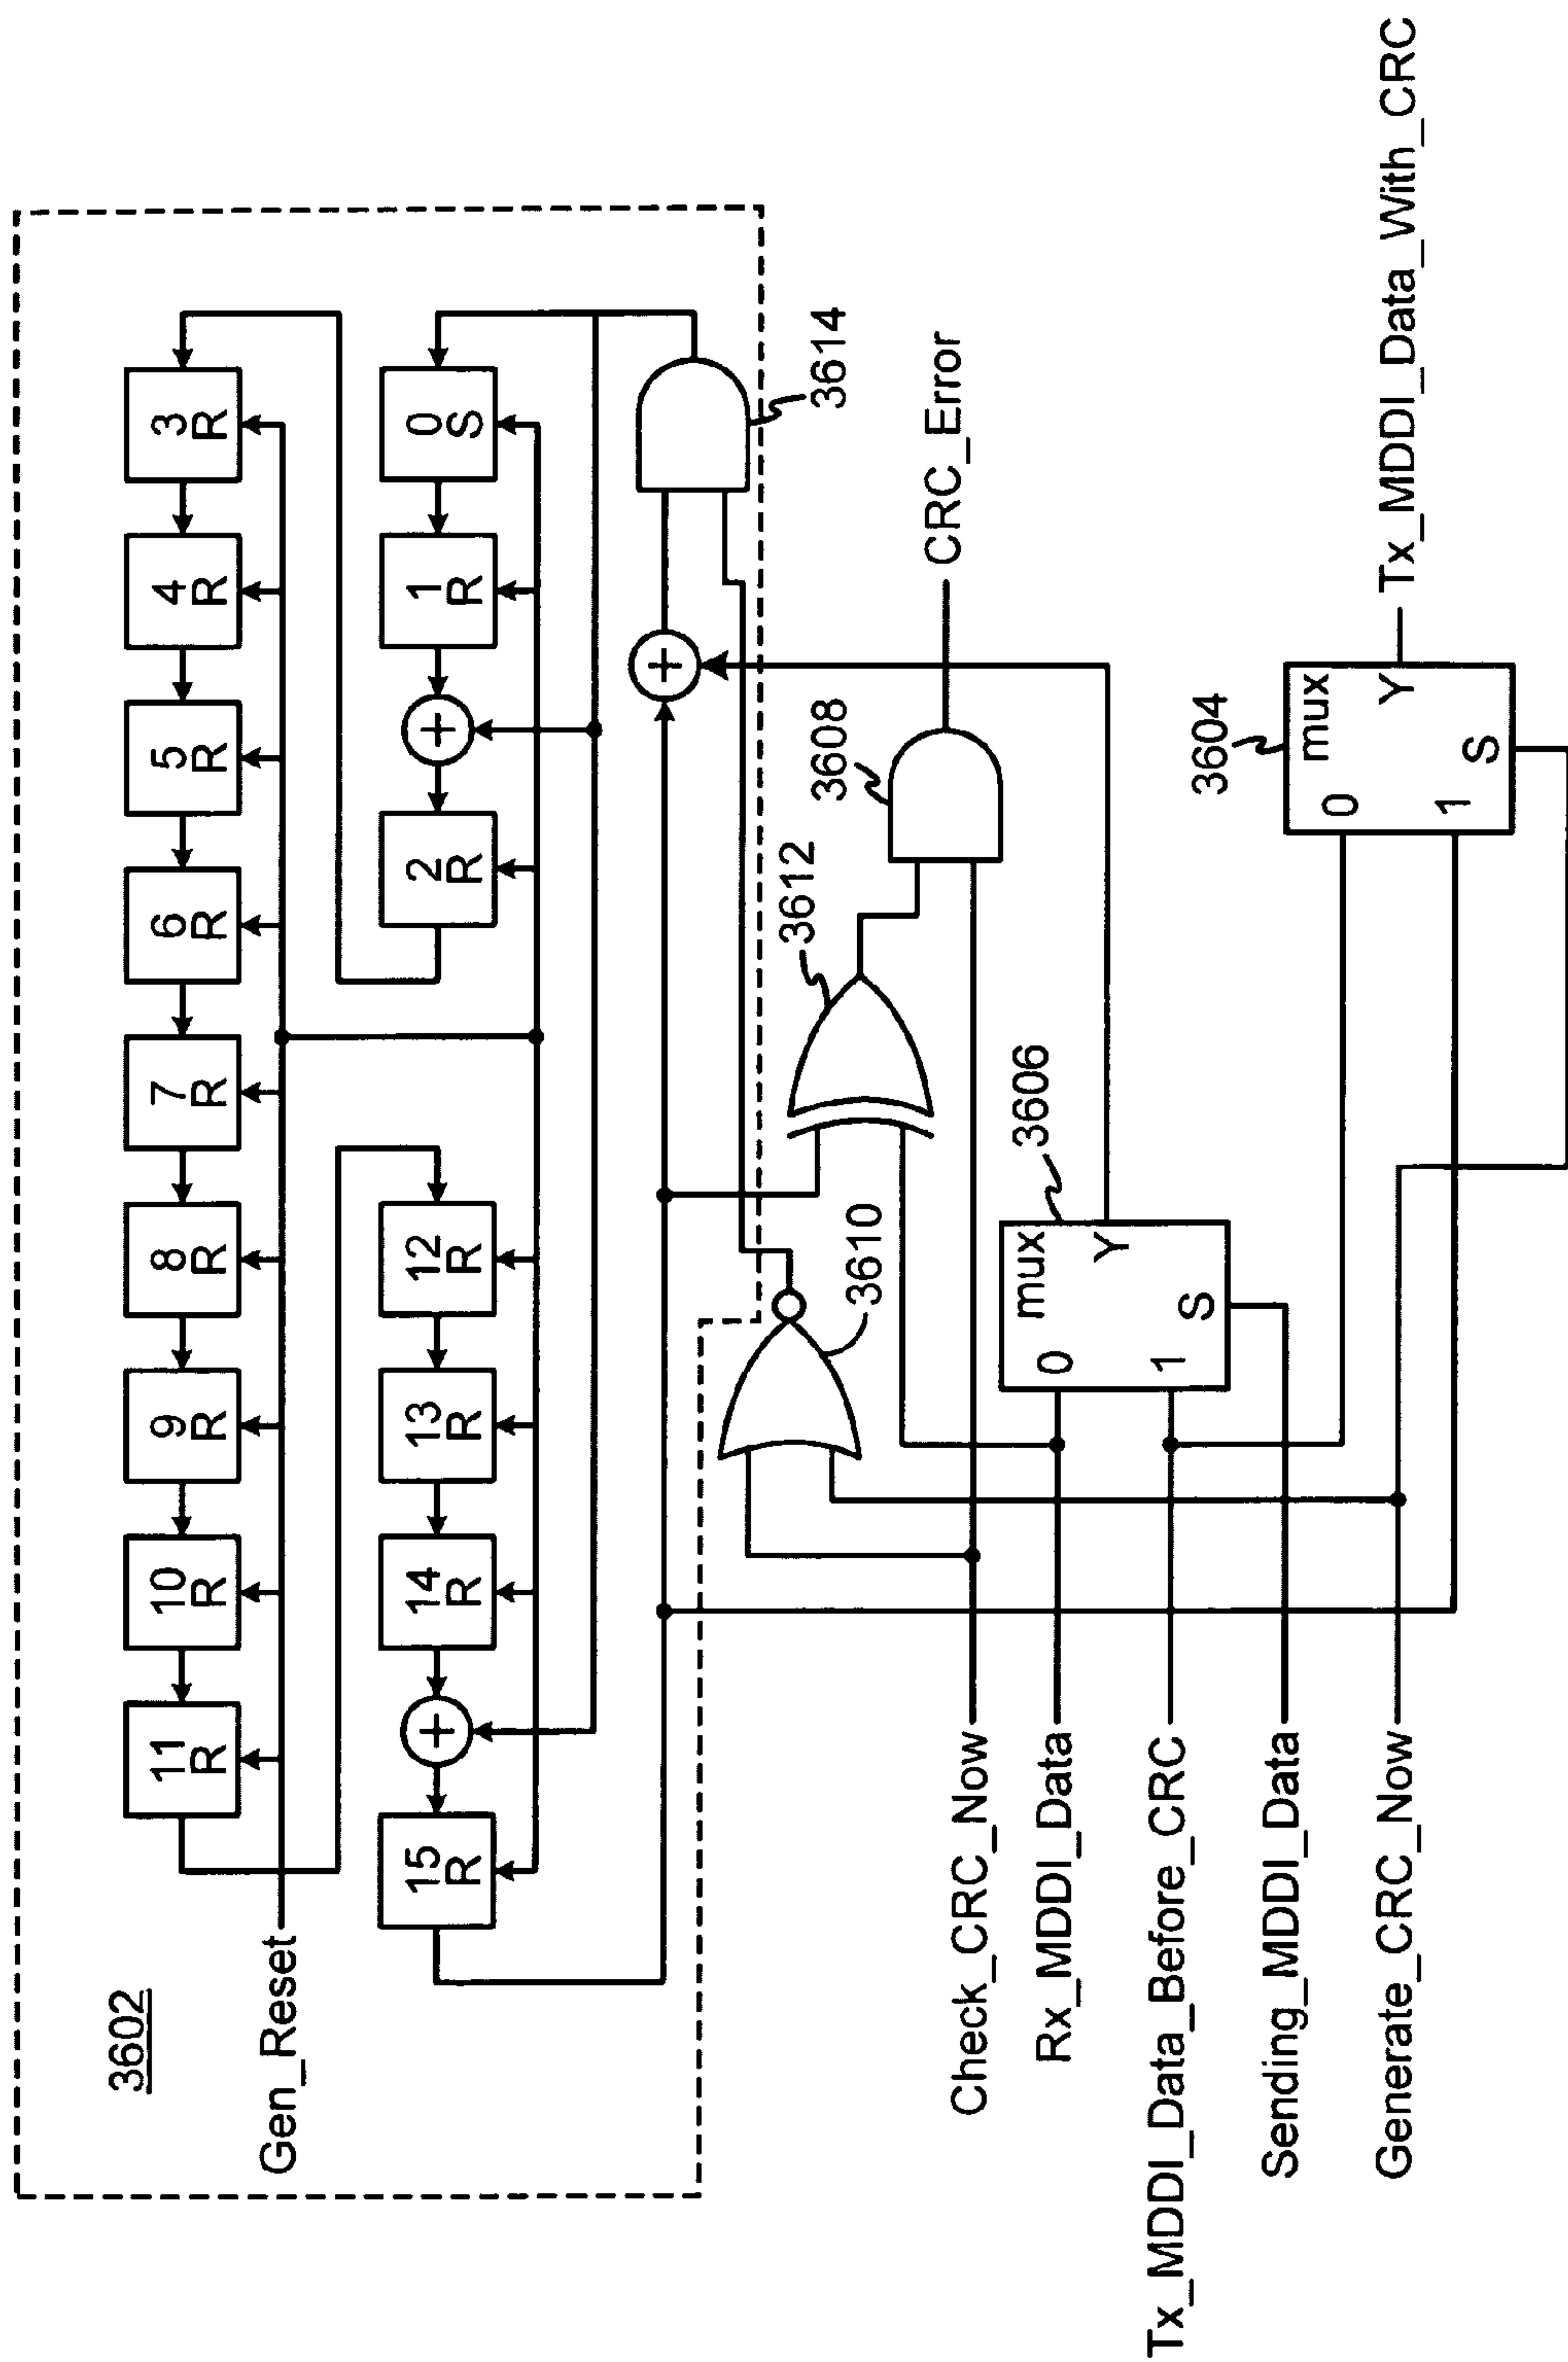 3602
Gen_Reset
11
R
10
R
9
R
8
R
7
R
6
R
5
R
4
R
3
R
15
R
+
14
R
13
R
12
R
2
R
+
1
R
0
S
+
3614
3610
3612
3608
CRC_Error
Check_CRC_Now
Rx_MDDI_Data
Tx_MDDI_Data_Before_CRC
Sending_MDDI_Data
Generate_CRC_Now
3606
mux
0
Y
1
S
3604
mux
0
Y
1
S
Tx_MDDI_Data_With_CRC